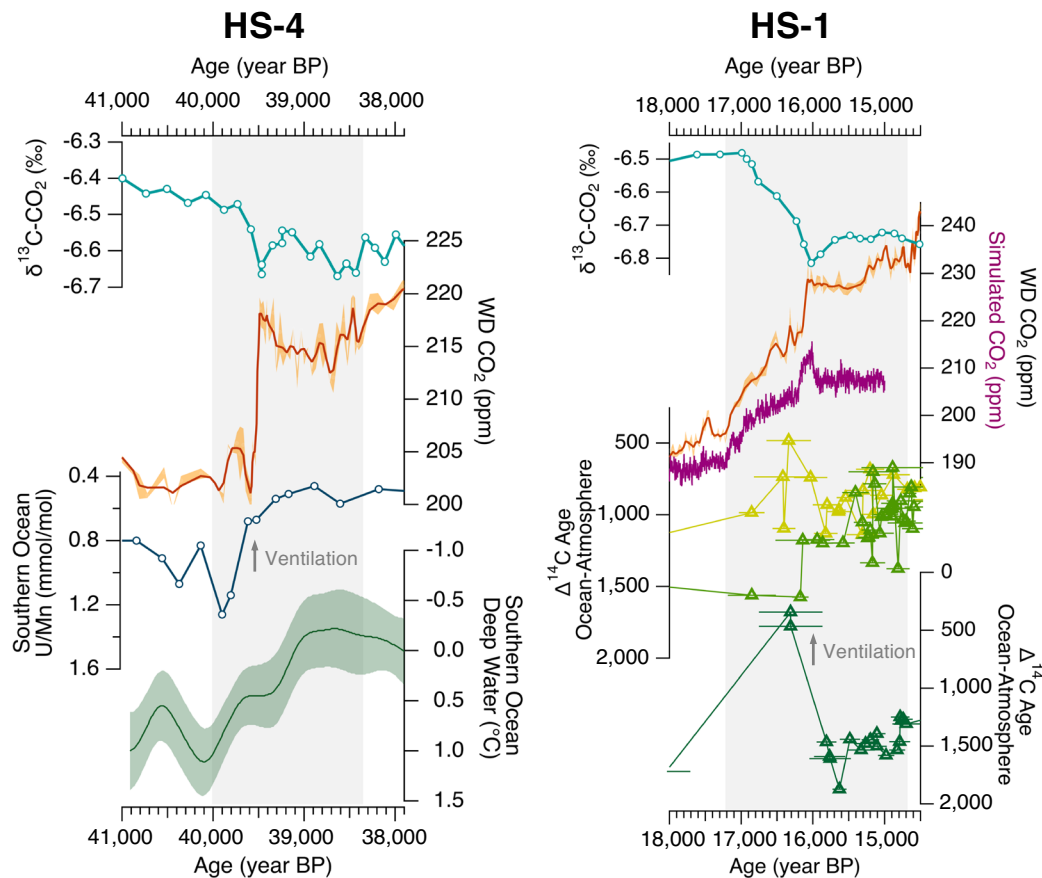 HS-4
Age (year BP)
41,000 40,000 39,000 38,000
δ¹³C-CO₂ (‰)
-6.3
-6.4
-6.5
-6.6
-6.7
WD CO₂ (ppm)
225
220
215
210
205
200
Southern Ocean
U/Mn (mmol/mol)
0.4
0.8
1.2
1.6
Ventilation
Southern Ocean
Deep Water (°C)
-1.0
-0.5
0.0
0.5
1.0
1.5
41,000 40,000 39,000 38,000
Age (year BP)
HS-1
Age (year BP)
18,000 17,000 16,000 15,000
δ¹³C-CO₂ (‰)
-6.5
-6.6
-6.7
-6.8
WD CO₂ (ppm)
Simulated CO₂ (ppm)
240
230
220
210
200
190
Δ¹⁴C Age
Ocean-Atmosphere
500
1,000
1,500
2,000
Ventilation
Δ¹⁴C Age
Ocean-Atmosphere
0
500
1,000
1,500
2,000
18,000 17,000 16,000 15,000
Age (year BP)